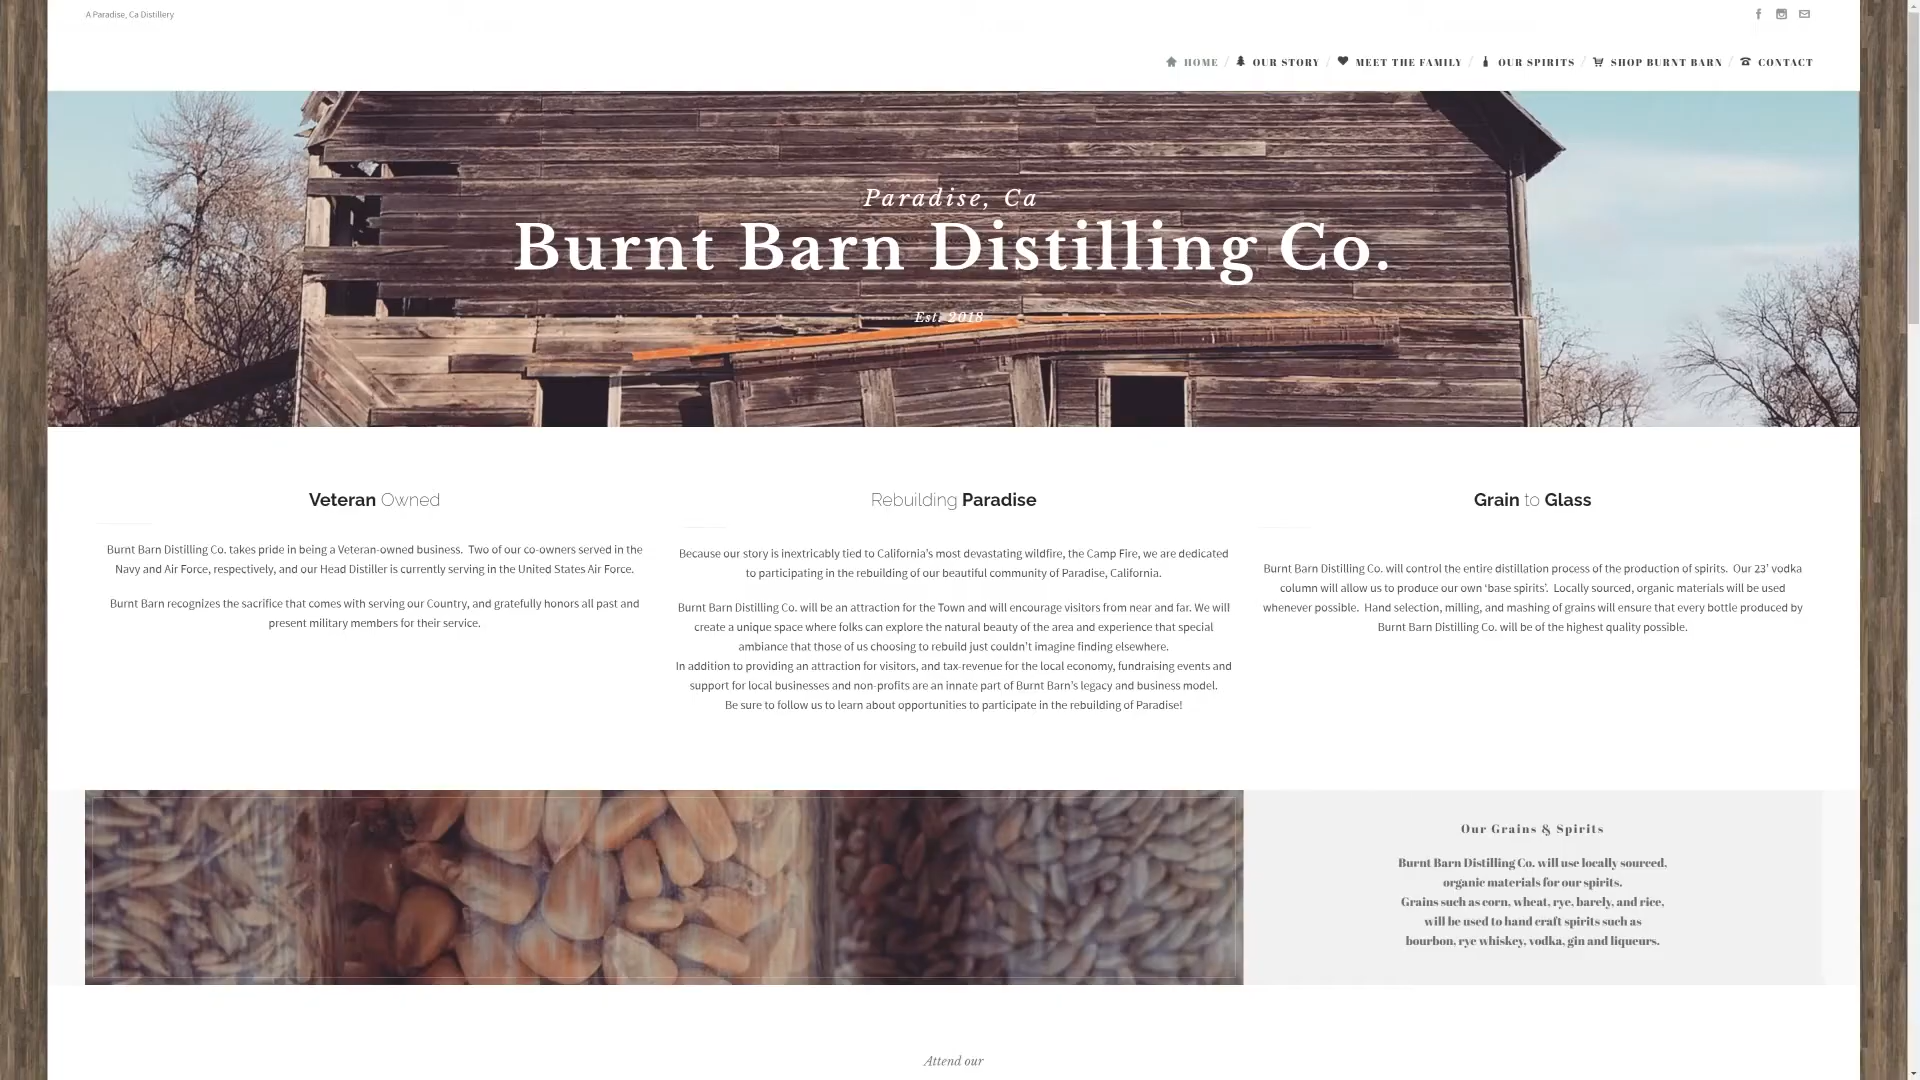 A Paradise, Ca Distillery
HOME / OUR STORY / MEET THE FAMILY / OUR SPIRITS / SHOP BURNT BARN / CONTACT
Paradise, Ca
Burnt Barn Distilling Co.
Est. 2018
Veteran Owned
Burnt Barn Distilling Co. takes pride in being a Veteran-owned business. Two of our co-owners served in the
Navy and Air Force, respectively, and our Head Distiller is currently serving in the United States Air Force.
Burnt Barn recognizes the sacrifice that comes with serving our Country, and gratefully honors all past and
present military members for their service.
Rebuilding Paradise
Because our story is inextricably tied to California's most devastating wildfire, the Camp Fire, we are dedicated
to participating in the rebuilding of our beautiful community of Paradise, California.
Burnt Barn Distilling Co. will be an attraction for the Town and will encourage visitors from near and far. We will
create a unique space where folks can explore the natural beauty of the area and experience that special
ambiance that those of us choosing to rebuild just couldn't imagine finding elsewhere.
In addition to providing an attraction for visitors, and tax-revenue for the local economy, fundraising events and
support for local businesses and non-profits are an innate part of Burnt Barn's legacy and business model.
Be sure to follow us to learn about opportunities to participate in the rebuilding of Paradise!
Grain to Glass
Burnt Barn Distilling Co. will control the entire distillation process of the production of spirits. Our 23' vodka
column will allow us to produce our own 'base spirits'. Locally sourced, organic materials will be used
whenever possible. Hand selection, milling, and mashing of grains will ensure that every bottle produced by
Burnt Barn Distilling Co. will be of the highest quality possible.
Our Grains & Spirits
Burnt Barn Distilling Co. will use locally sourced,
organic materials for our spirits.
Grains such as corn, wheat, rye, barely, and rice,
will be used to hand craft spirits such as
bourbon, rye whiskey, vodka, gin and liqueurs.
Attend our